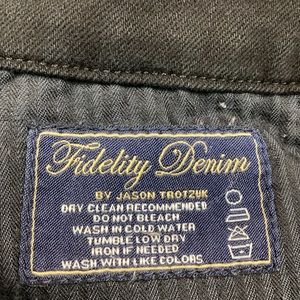 Fidelity Denim
BY JASON TROTZUK
DRY CLEAN RECOMMENDED
DO NOT BLEACH
WASH IN COLD WATER
TUMBLE LOW DRY
IRON IF NEEDED
WASH WITH LIKE COLORS